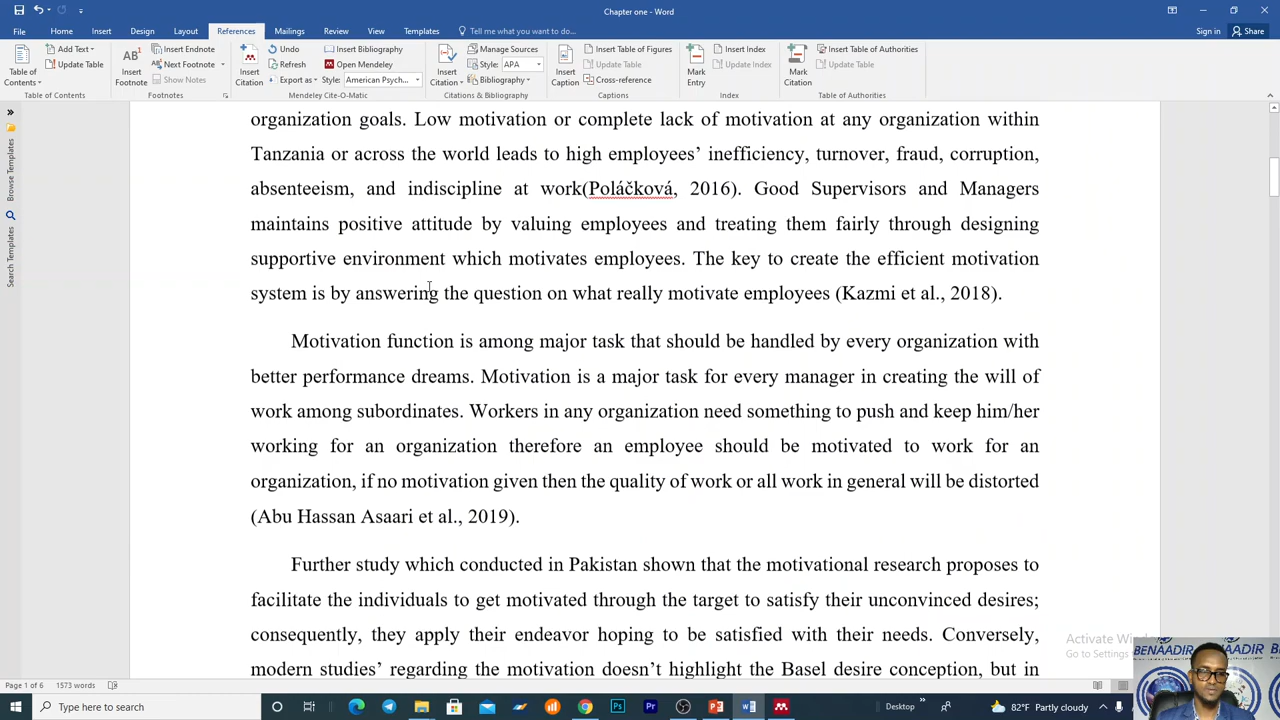 Chapter one - Word
Sign in
Share
File
Home
Insert
Design
Layout
References
Mailings
Review
View
Templates
Tell me what you want to do...
Table of Contents
Add Text
Update Table
Table of Contents
AB
Insert Footnote
Insert Endnote
Next Footnote
Show Notes
Footnotes
Insert Citation
Undo
Refresh
Export as
Insert Bibliography
Open Mendeley
Style: American Psych...
Mendeley Cite-O-Matic
Insert Citation
Manage Sources
Style: APA
Bibliography
Citations & Bibliography
Insert Caption
Insert Table of Figures
Update Table
Cross-reference
Captions
Mark Entry
Insert Index
Update Index
Index
Mark Citation
Insert Table of Authorities
Update Table
Table of Authorities
Browse Templates
Search Templates
organization goals. Low motivation or complete lack of motivation at any organization within
Tanzania or across the world leads to high employees’ inefficiency, turnover, fraud, corruption,
absenteeism, and indiscipline at work(Poláčková, 2016). Good Supervisors and Managers
maintains positive attitude by valuing employees and treating them fairly through designing
supportive environment which motivates employees. The key to create the efficient motivation
system is by answering the question on what really motivate employees (Kazmi et al., 2018).
Motivation function is among major task that should be handled by every organization with
better performance dreams. Motivation is a major task for every manager in creating the will of
work among subordinates. Workers in any organization need something to push and keep him/her
working for an organization therefore an employee should be motivated to work for an
organization, if no motivation given then the quality of work or all work in general will be distorted
(Abu Hassan Asaari et al., 2019).
Further study which conducted in Pakistan shown that the motivational research proposes to
facilitate the individuals to get motivated through the target to satisfy their unconvinced desires;
consequently, they apply their endeavor hoping to be satisfied with their needs. Conversely,
modern studies’ regarding the motivation doesn’t highlight the Basel desire conception, but in
Activate
Go to Settings
BENAADIR
Page 1 of 6
1573 words
Type here to search
Desktop
82°F Partly cloudy